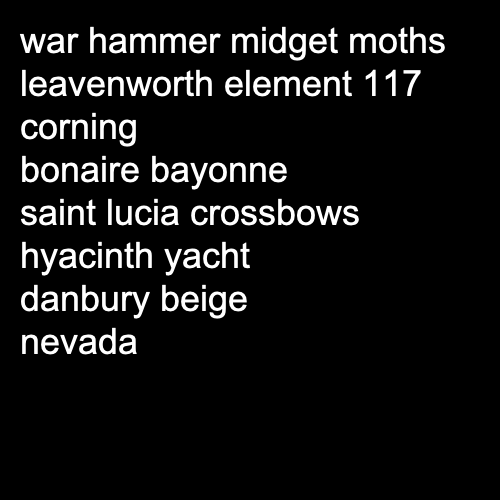 war hammer midget moths
leavenworth element 117
corning
bonaire bayonne
saint lucia crossbows
hyacinth yacht
danbury beige
nevada